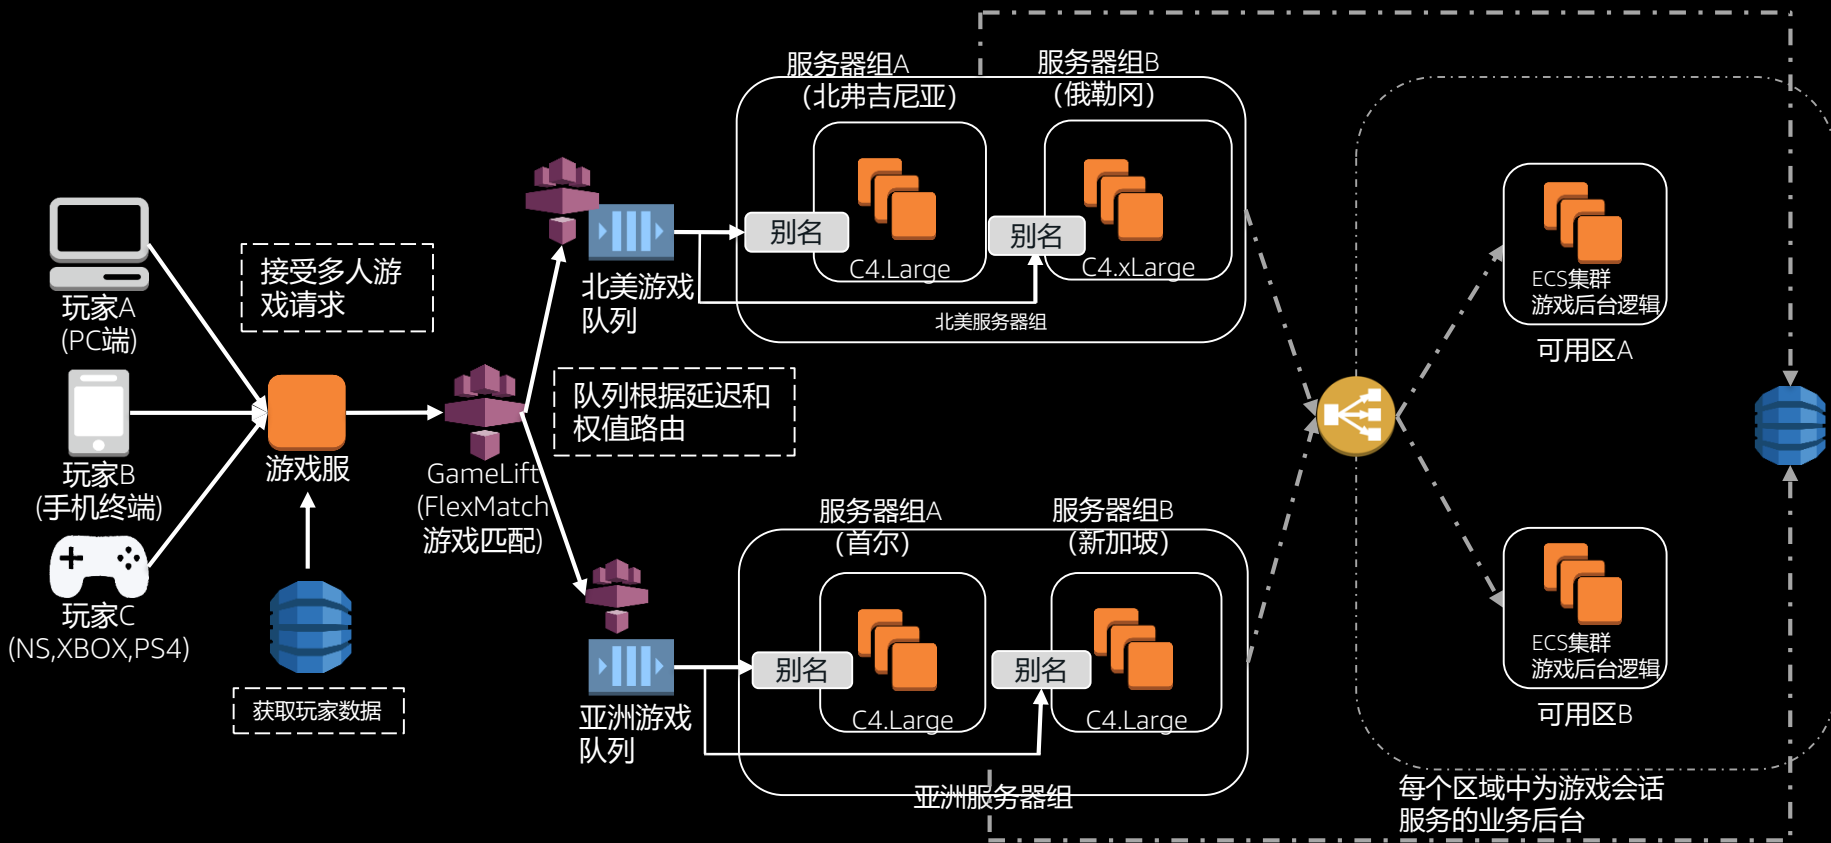 玩家A
(PC端)
玩家B
(手机终端)
玩家C
(NS,XBOX,PS4)
接受多人游
戏请求
游戏服
获取玩家数据
GameLift
(FlexMatch
游戏匹配)
队列根据延迟和
权值路由
北美游戏
队列
亚洲游戏
队列
服务器组A
（北弗吉尼亚）
别名
C4.Large
服务器组B
（俄勒冈）
别名
C4.xLarge
北美服务器组
服务器组A
（首尔）
别名
C4.Large
服务器组B
（新加坡）
别名
C4.Large
亚洲服务器组
ECS集群
游戏后台逻辑
可用区A
ECS集群
游戏后台逻辑
可用区B
每个区域中为游戏会话
服务的业务后台